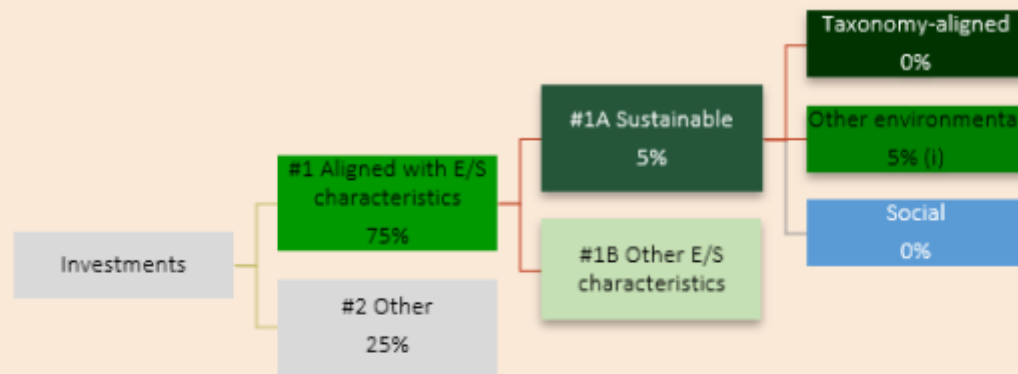 Investments
#1 Aligned with E/S
characteristics
75%
#2 Other
25%
#1A Sustainable
5%
#1B Other E/S
characteristics
Taxonomy-aligned
0%
Other environmenta
5% (i)
Social
0%